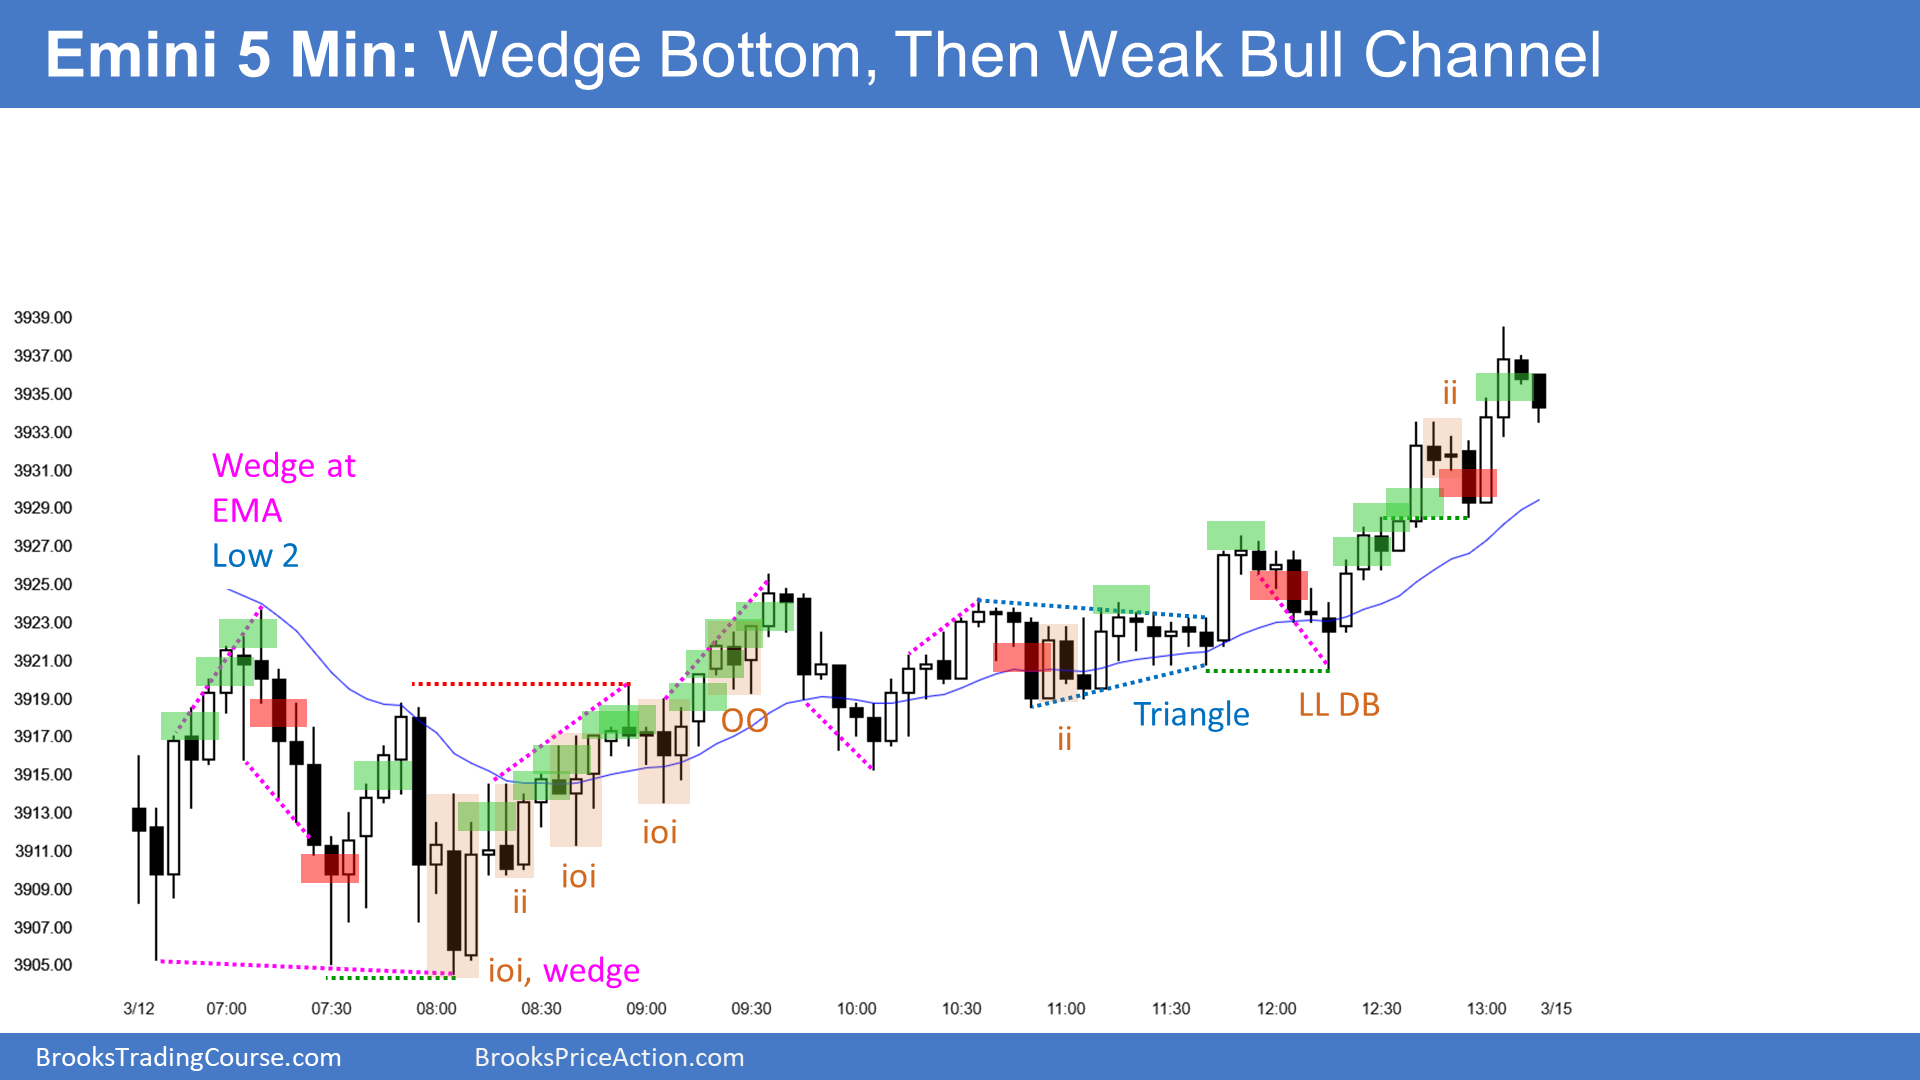 Emini 5 Min: Wedge Bottom, Then Weak Bull Channel
3939.00
3937.00
3935.00
3933.00
3931.00
3929.00
3927.00
3925.00
3923.00
3921.00
3919.00
3917.00
3915.00
3913.00
3911.00
3909.00
3907.00
3905.00
Wedge at
EMA
Low 2
ioi, wedge
ii
ioi
ioi
OO
ii
Triangle
LL DB
ii
3/12 07:00 07:30 08:00 08:30 09:00 09:30 10:00 10:30 11:00 11:30 12:00 12:30 13:00 3/15
BrooksTradingCourse.com BrooksPriceAction.com